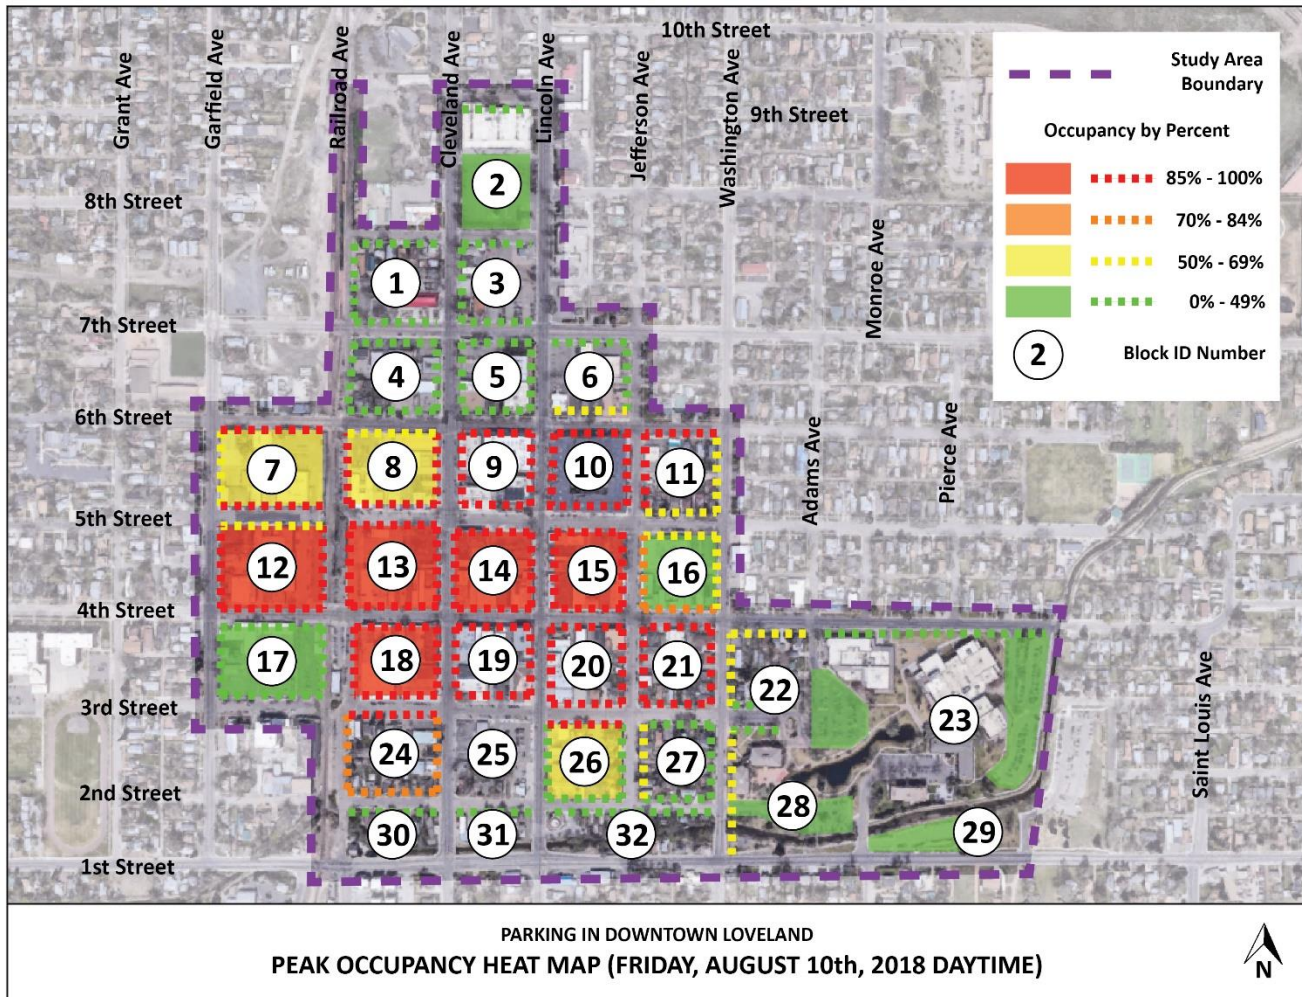 10th Street
Grant Ave
Garfield Ave
Railroad Ave
Cleveland Ave
Lincoln Ave
Jefferson Ave
Washington Ave
9th Street
8th Street
Monroe Ave
7th Street
6th Street
Adams Ave
Pierce Ave
5th Street
4th Street
3rd Street
Saint Louis Ave
2nd Street
1st Street
Study Area
Boundary
Occupancy by Percent
85% - 100%
70% - 84%
50% - 69%
0% - 49%
2
Block ID Number
2
1
3
4
5
6
7
8
9
10
11
12
13
14
15
16
17
18
19
20
21
22
23
24
25
26
27
28
29
30
31
32
PARKING IN DOWNTOWN LOVELAND
PEAK OCCUPANCY HEAT MAP (FRIDAY, AUGUST 10th, 2018 DAYTIME)
N